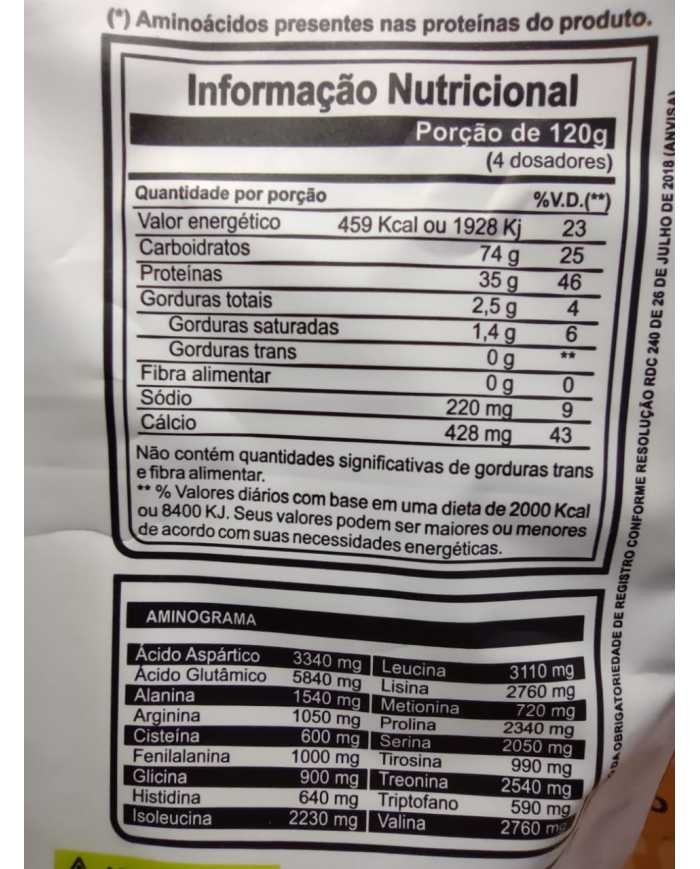 (*) Aminoácidos presentes nas proteínas do produto.
Informação Nutricional
Porção de 120g
(4 dosadores)
Quantidade por porção %V.D.(**)
Valor energético 459 Kcal ou 1928 Kj 23
Carboidratos 74 g 25
Proteínas 35 g 46
Gorduras totais 2,5 g 4
Gorduras saturadas 1,4 g 6
Gorduras trans 0 g **
Fibra alimentar 0 g 0
Sódio 220 mg 9
Cálcio 428 mg 43
Não contém quantidades significativas de gorduras trans
e fibra alimentar.
** % Valores diários com base em uma dieta de 2000 Kcal
ou 8400 KJ. Seus valores podem ser maiores ou menores
de acordo com suas necessidades energéticas.
AMINOGRAMA
Ácido Aspártico 3340 mg Leucina 3110 mg
Ácido Glutâmico 5840 mg Lisina 2760 mg
Alanina 1540 mg Metionina 720 mg
Arginina 1050 mg Prolina 2340 mg
Cisteína 600 mg Serina 2050 mg
Fenilalanina 1000 mg Tirosina 990 mg
Glicina 900 mg Treonina 2540 mg
Histidina 640 mg Triptofano 590 mg
Isoleucina 2230 mg Valina 2760 mg
OBRIGATORIEDADE DE REGISTRO CONFORME RESOLUÇÃO RDC 240 DE 26 DE JULHO DE 2018 (ANVISA)